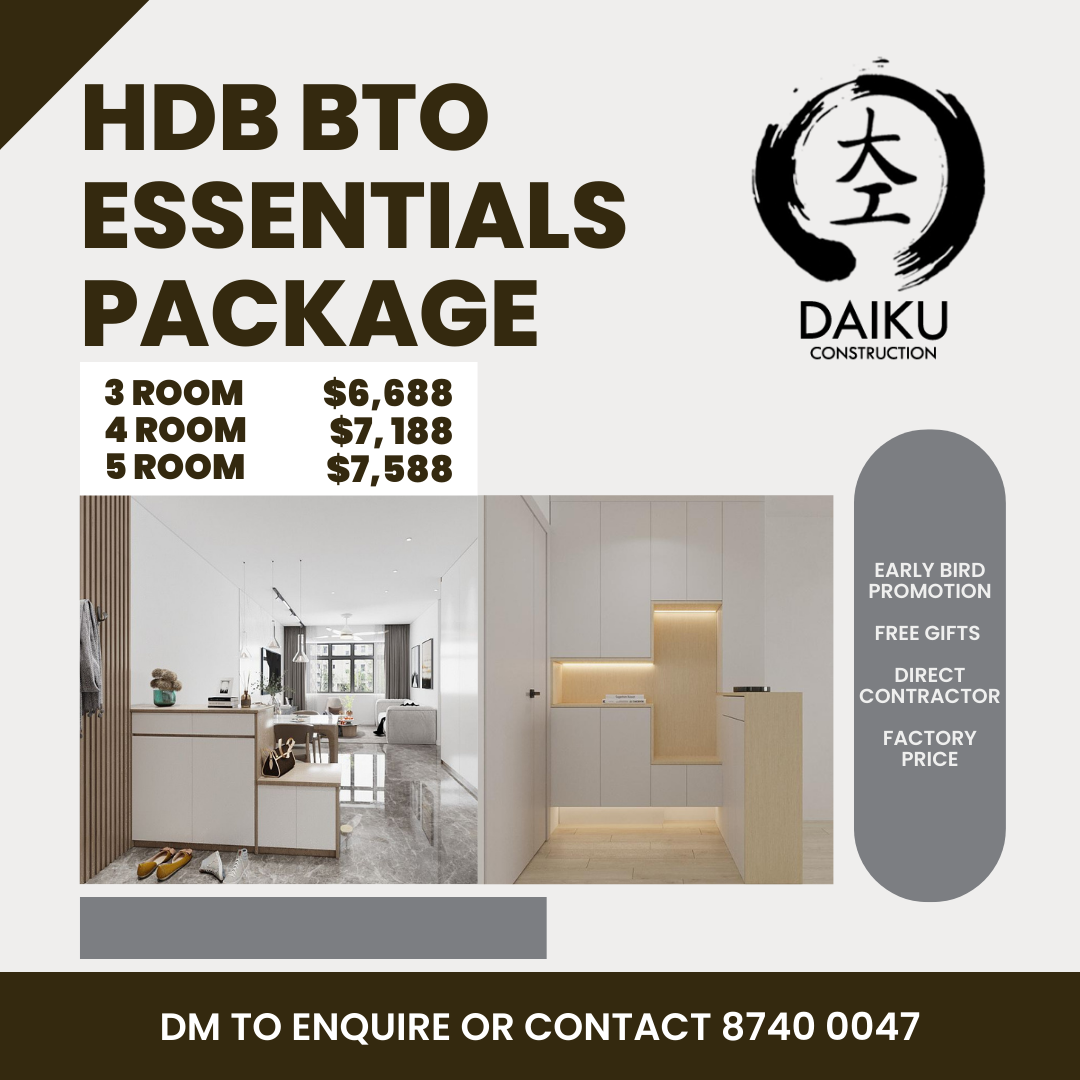 HDB BTO
ESSENTIALS
PACKAGE
大
工
DAIKU
CONSTRUCTION
3 ROOM $6,688
4 ROOM $7, 188
5 ROOM $7,588
EARLY BIRD
PROMOTION
FREE GIFTS
DIRECT
CONTRACTOR
FACTORY
PRICE
DM TO ENQUIRE OR CONTACT 8740 0047